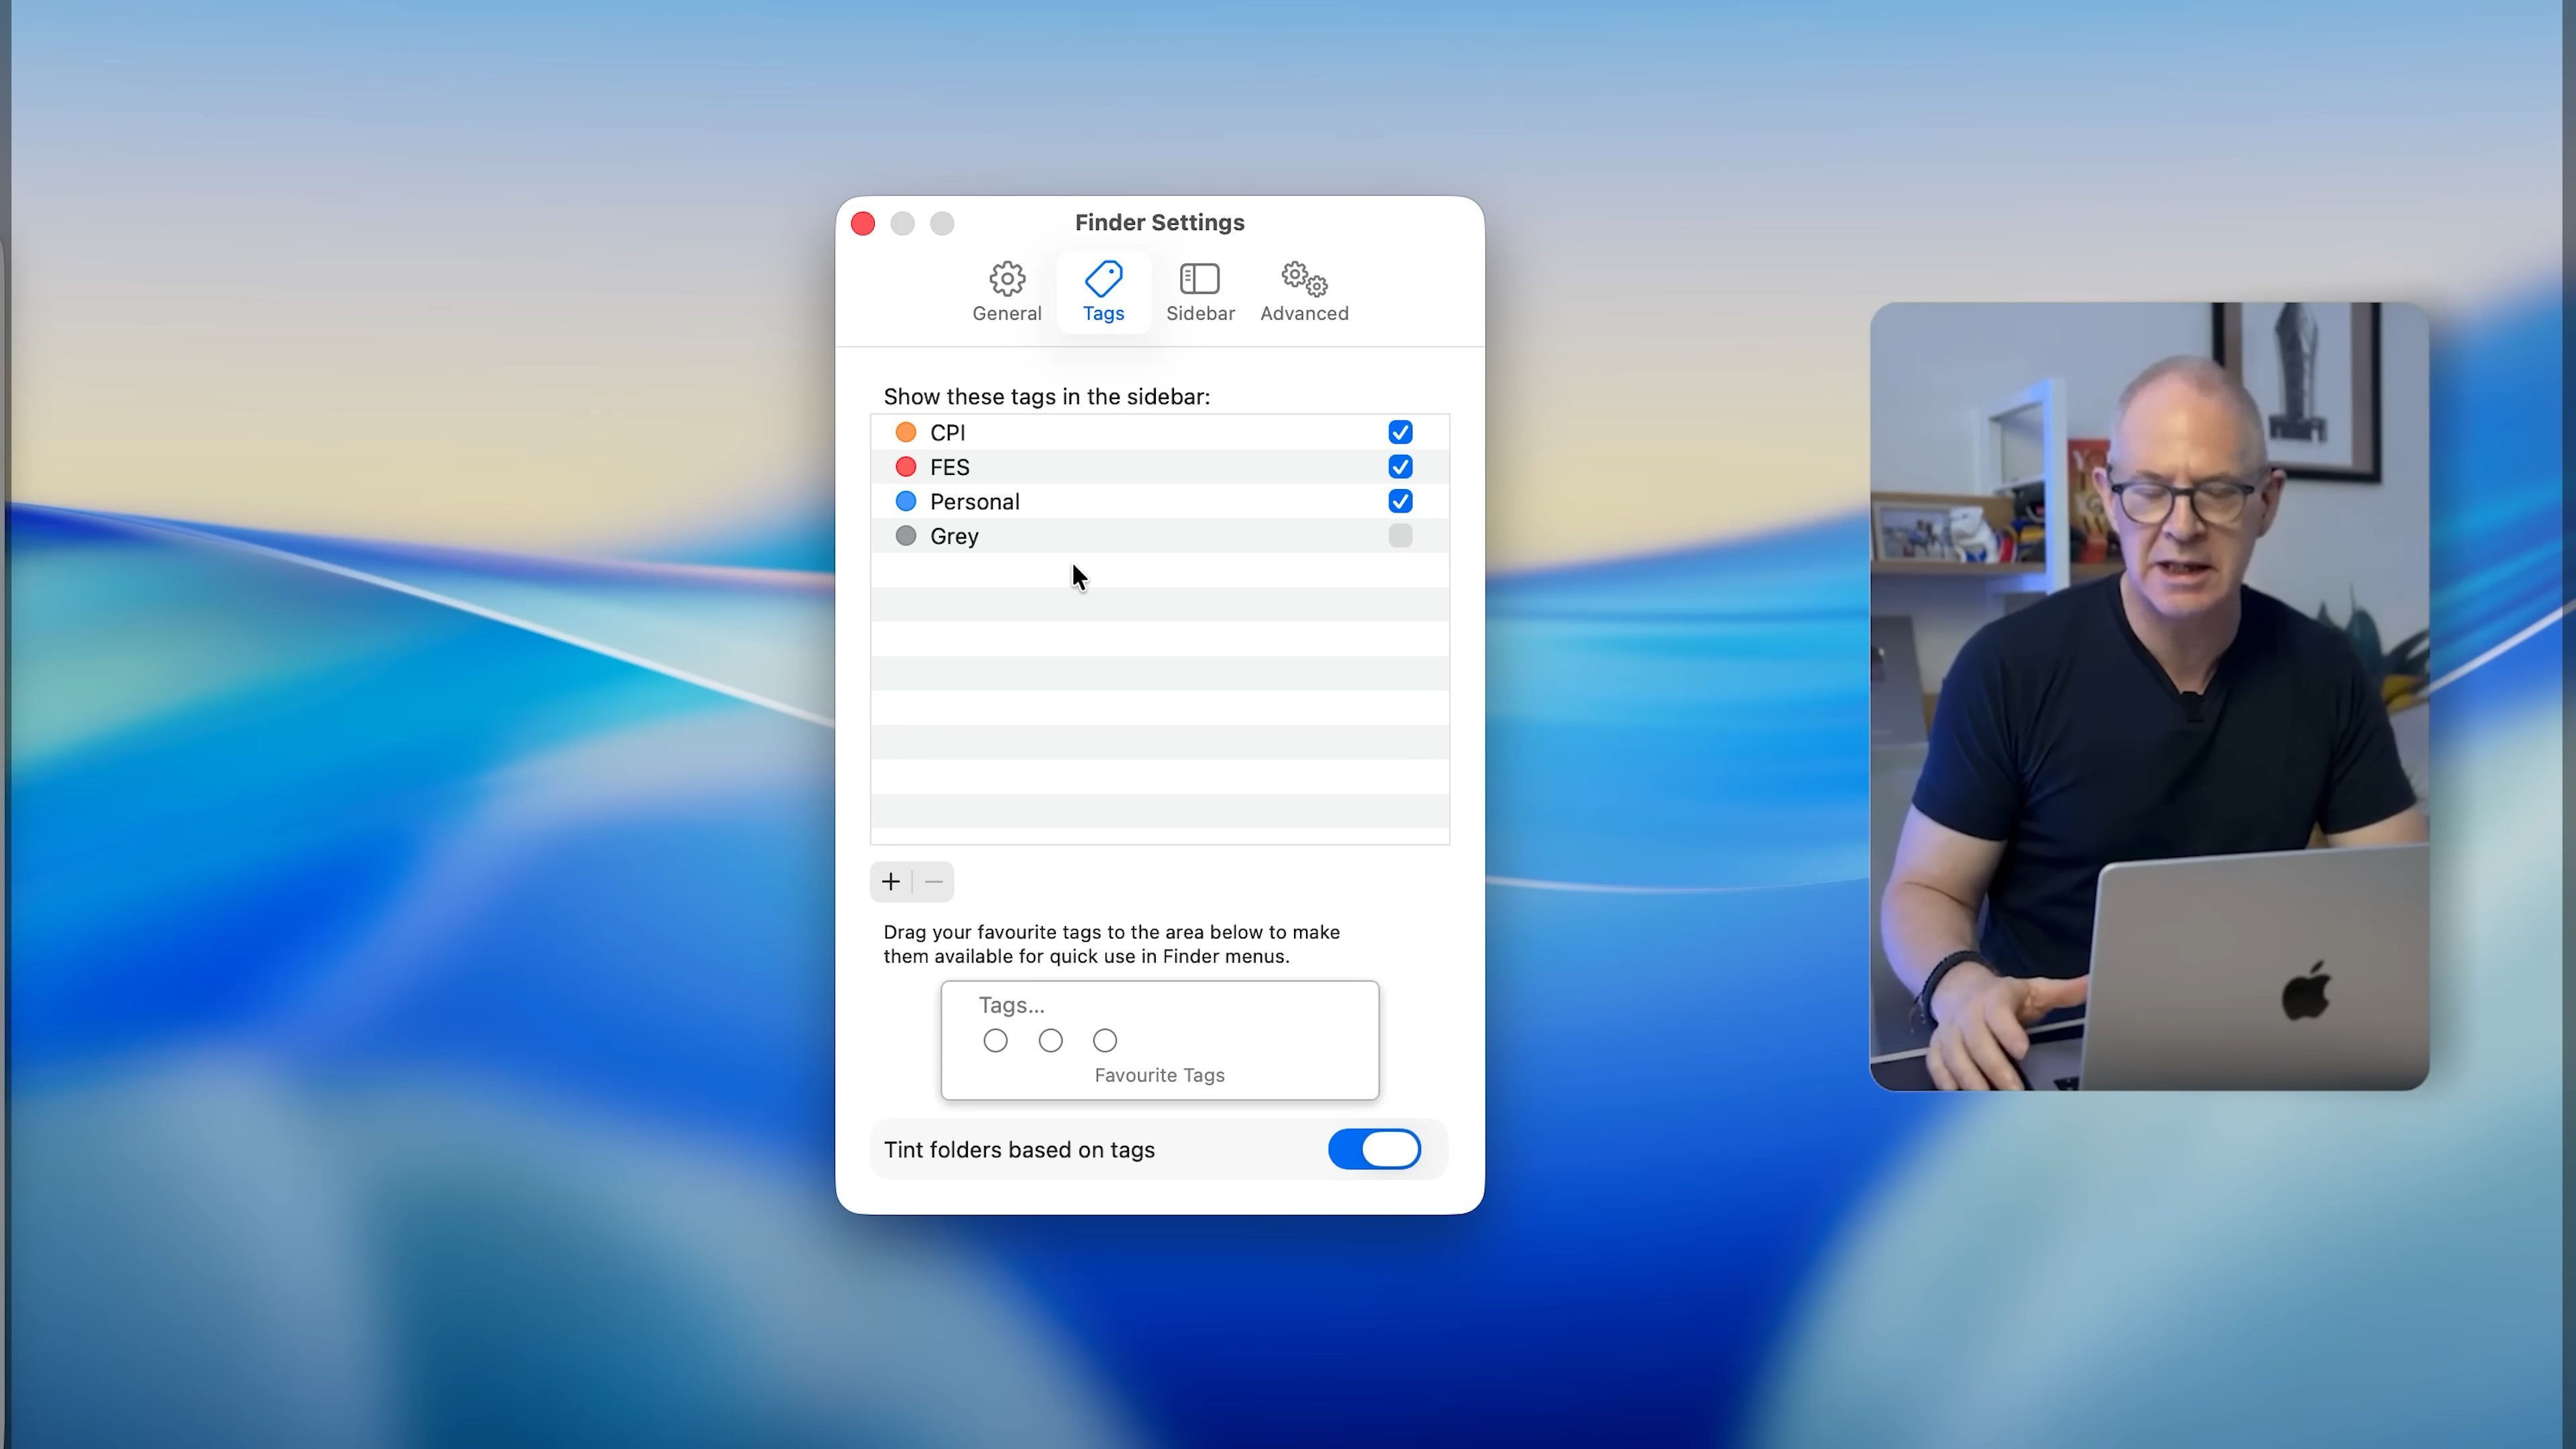 Finder Settings
General Tags Sidebar Advanced
Show these tags in the sidebar:
CPI
FES
Personal
Grey
Drag your favourite tags to the area below to make
them available for quick use in Finder menus.
Tags...
Favourite Tags
Tint folders based on tags